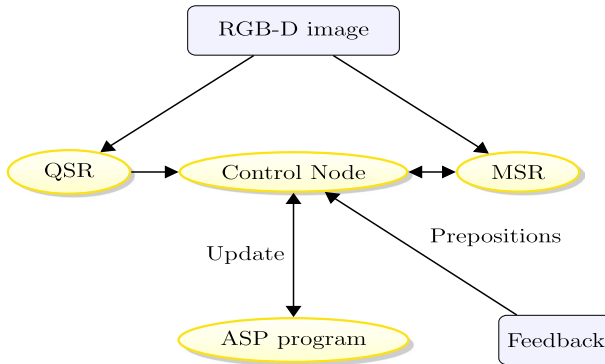 RGB-D image
QSR
Control Node
MSR
Prepositions
Update
ASP program
Feedback